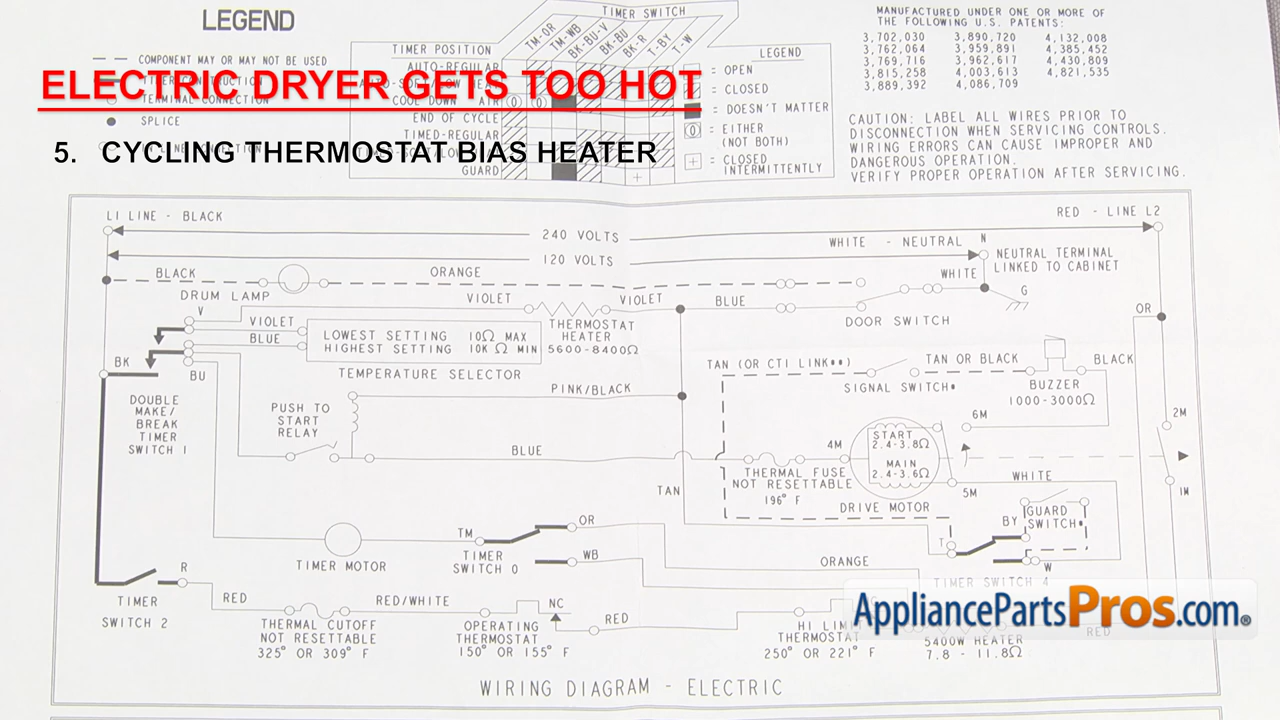 LEGEND
COMPONENT MAY OR MAY NOT BE USED
TERMINAL CONNECTION
SPLICE
ELECTRIC DRYER GETS TOO HOT
5. CYCLING THERMOSTAT BIAS HEATER
TIMER SWITCH
TM-OR
TM-WB
BK-BU-V
BK-BU
BK-R
T-BY
T-W
TIMER POSITION
AUTO-REGULAR
COOL DOWN
END OF CYCLE
TIMED-REGULAR
GUARD
LEGEND
= OPEN
= CLOSED
= DOESN'T MATTER
= EITHER
(NOT BOTH)
= CLOSED
INTERMITTENTLY
MANUFACTURED UNDER ONE OR MORE OF
THE FOLLOWING U.S. PATENTS:
3,702,030 3,890,720 4,132,008
3,762,064 3,959,891 4,385,452
3,769,716 3,962,617 4,430,809
3,815,258 4,003,613 4,821,535
3,889,392 4,086,709
CAUTION: LABEL ALL WIRES PRIOR TO
DISCONNECTION WHEN SERVICING CONTROLS.
WIRING ERRORS CAN CAUSE IMPROPER AND
DANGEROUS OPERATION.
VERIFY PROPER OPERATION AFTER SERVICING.
L1 LINE - BLACK
RED - LINE L2
240 VOLTS
WHITE - NEUTRAL N
120 VOLTS
NEUTRAL TERMINAL
LINKED TO CABINET
BLACK
ORANGE
WHITE
DRUM LAMP
G
V
VIOLET
VIOLET
BLUE
OR
DOOR SWITCH
VIOLET
BLUE
LOWEST SETTING 10Ω MAX
HIGHEST SETTING 10K Ω MIN
THERMOSTAT
HEATER
5600-8400Ω
TEMPERATURE SELECTOR
BK
BU
TAN (OR CTI LINK**)
TAN OR BLACK
BLACK
SIGNAL SWITCH*
BUZZER
1000-3000Ω
PINK/BLACK
DOUBLE
MAKE/
BREAK
TIMER
SWITCH 1
PUSH TO
START
RELAY
6M
2M
START
2.4-3.8Ω
4M
MAIN
2.4-3.6Ω
BLUE
THERMAL FUSE
NOT RESETTABLE
196° F
WHITE
5M
1M
TAN
DRIVE MOTOR
GUARD
SWITCH*
BY
OR
TM
T
TIMER
SWITCH 0
WB
TIMER MOTOR
ORANGE
W
TIMER SWITCH 4
R
TIMER
SWITCH 2
RED
RED/WHITE
NC
RED
THERMAL CUTOFF
NOT RESETTABLE
325° OR 309° F
OPERATING
THERMOSTAT
150° OR 155° F
HI LIM
THERMOSTAT
250° OR 221° F
5400W HEATER
7.8 - 11.8Ω
RED
AppliancePartsPros.com®
WIRING DIAGRAM - ELECTRIC